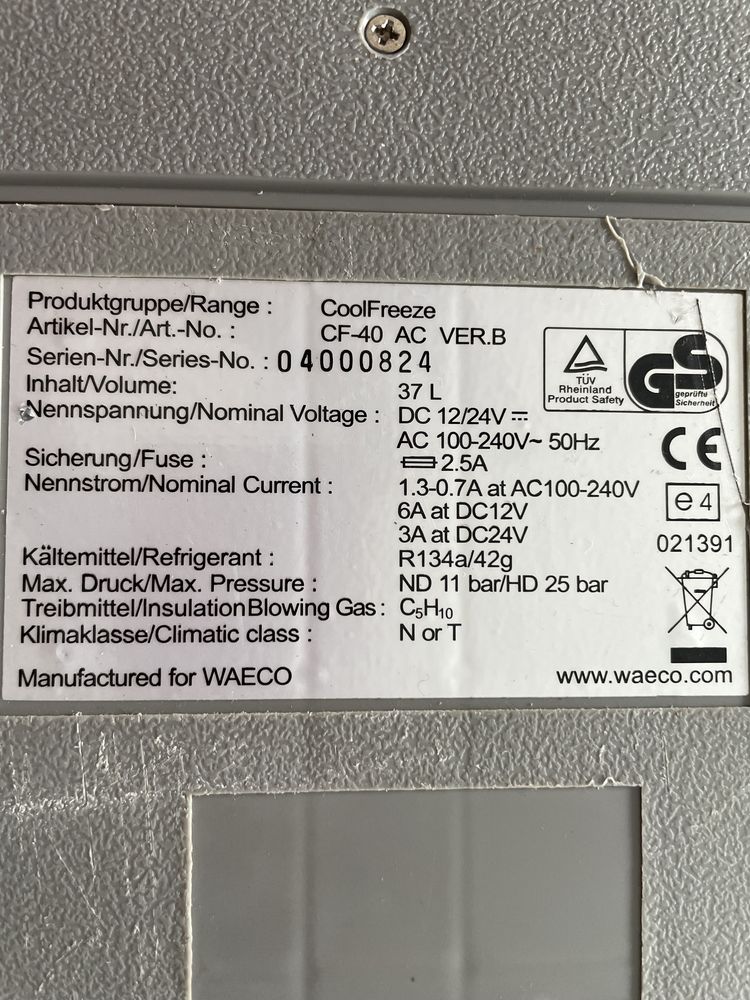 Produktgruppe/Range : CoolFreeze
Artikel-Nr./Art.-No. : CF-40 AC VER.B
Serien-Nr./Series-No. : 04000824
Inhalt/Volume: 37 L
Nennspannung/Nominal Voltage : DC 12/24V ⎓
AC 100-240V~ 50Hz
Sicherung/Fuse : 2.5A
Nennstrom/Nominal Current : 1.3-0.7A at AC100-240V
6A at DC12V
3A at DC24V
Kältemittel/Refrigerant : R134a/42g
Max. Druck/Max. Pressure : ND 11 bar/HD 25 bar
Treibmittel/Insulation Blowing Gas : C₅H₁₀
Klimaklasse/Climatic class : N or T
Manufactured for WAECO
www.waeco.com
TÜV
Rheinland
Product Safety
GS
geprüfte
Sicherheit
CE
e4
021391